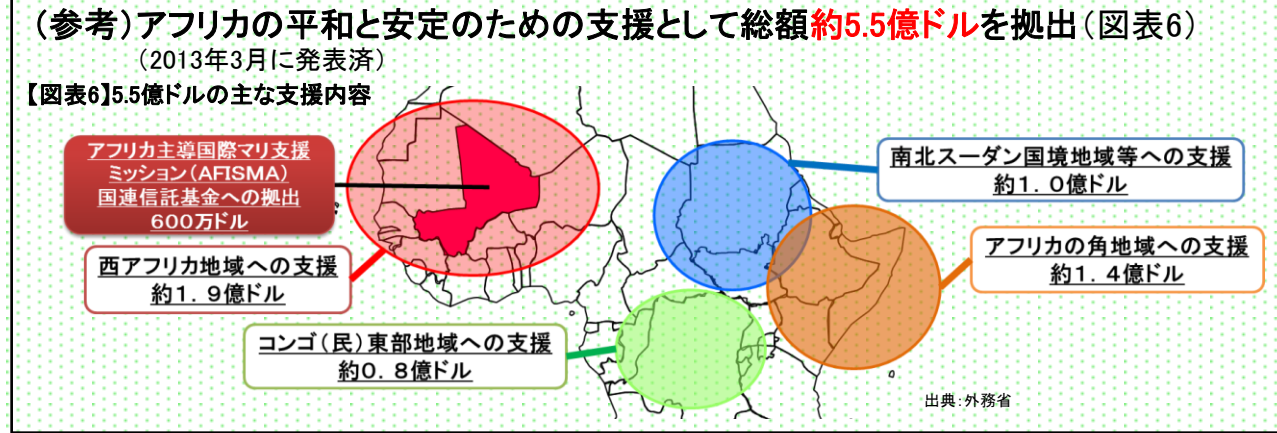 (参考)アフリカの平和と安定のための支援として総額約5.5億ドルを拠出(図表6)
(2013年3月に発表済)
【図表6】5.5億ドルの主な支援内容
アフリカ主導国際マリ支援
ミッション(AFISMA)
国連信託基金への拠出
600万ドル
南北スーダン国境地域等への支援
約1.0億ドル
西アフリカ地域への支援
約1.9億ドル
アフリカの角地域への支援
約1.4億ドル
コンゴ(民)東部地域への支援
約0.8億ドル
出典:外務省